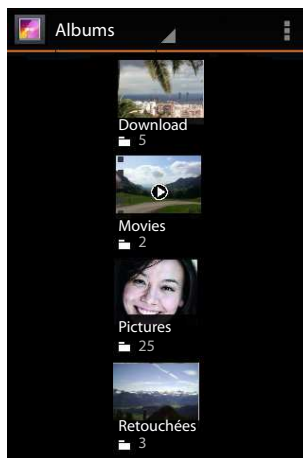 Albums
Download
5
Movies
2
Pictures
25
Retouchées
3